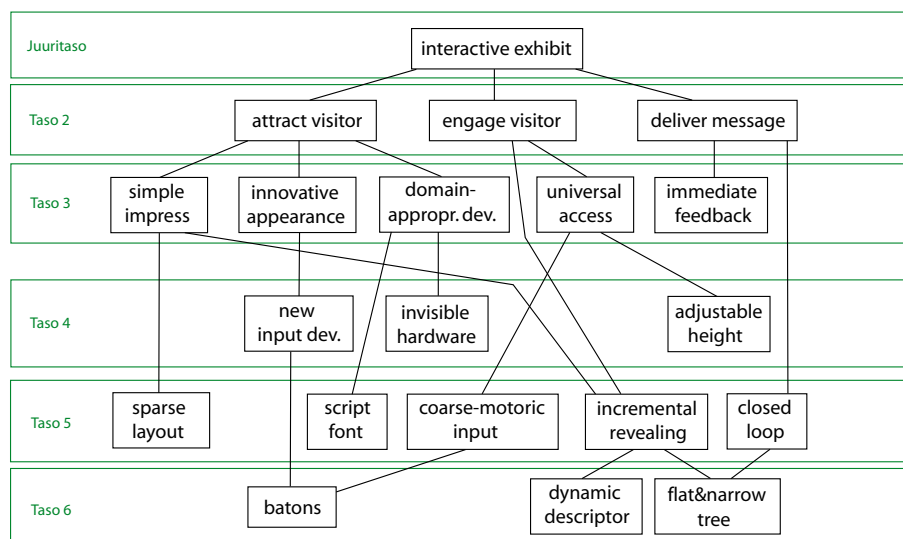 Juuritaso
interactive exhibit
Taso 2
attract visitor
engage visitor
deliver message
Taso 3
simple
impress
innovative
appearance
domain-
appropr. dev.
universal
access
immediate
feedback
Taso 4
new
input dev.
invisible
hardware
adjustable
height
Taso 5
sparse
layout
script
font
coarse-motoric
input
incremental
revealing
closed
loop
Taso 6
batons
dynamic
descriptor
flat&narrow
tree